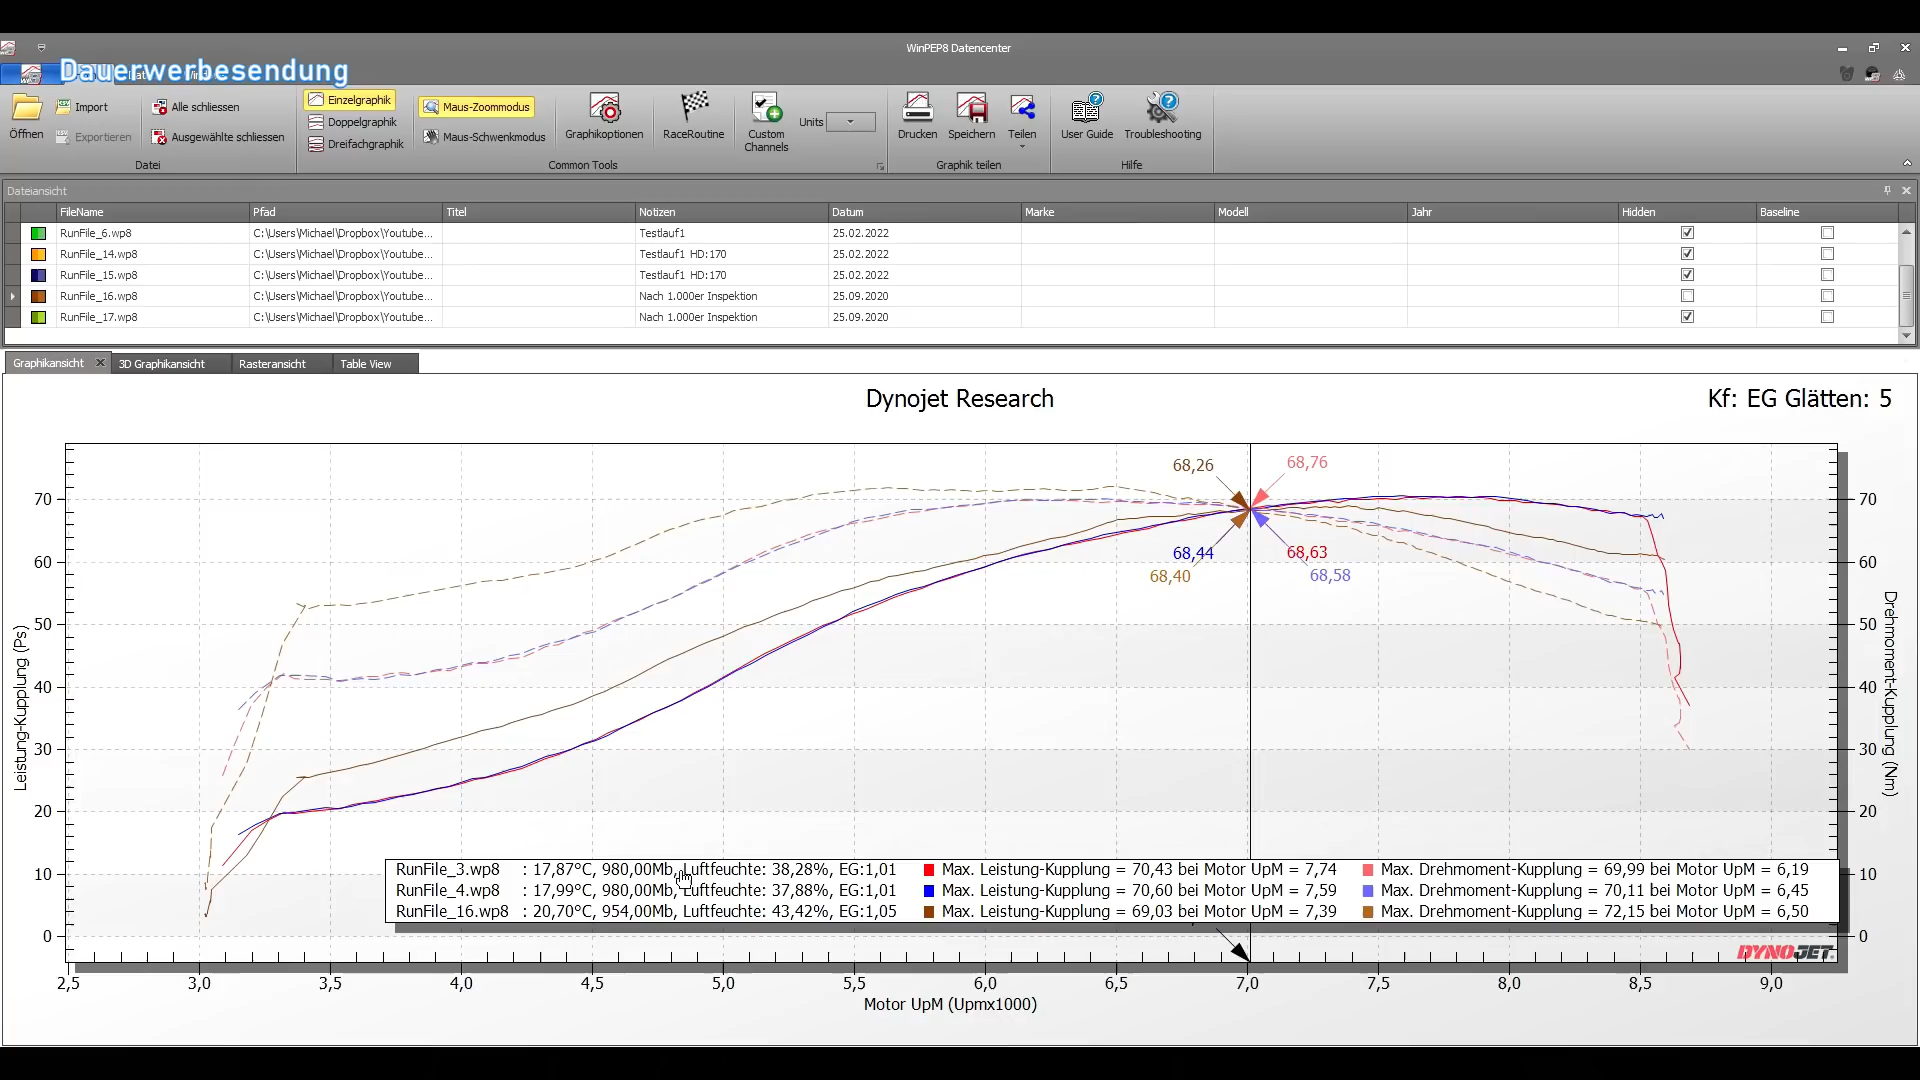 WinPEP8 Datencenter
Dauerwerbesendung
Öffnen
Import
Exportieren
Alle schliessen
Ausgewählte schliessen
Datei
Einzelgraphik
Doppelgraphik
Dreifachgraphik
Maus-Zoommodus
Maus-Schwenkmodus
Graphikoptionen
RaceRoutine
Custom
Channels
Units
Common Tools
Drucken
Speichern
Teilen
Graphik teilen
User Guide
Troubleshooting
Hilfe
Dateiansicht
FileName Pfad Titel Notizen Datum Marke Modell Jahr Hidden Baseline
RunFile_6.wp8 C:\Users\Michael\Dropbox\Youtube... Testlauf1 25.02.2022
RunFile_14.wp8 C:\Users\Michael\Dropbox\Youtube... Testlauf1 HD:170 25.02.2022
RunFile_15.wp8 C:\Users\Michael\Dropbox\Youtube... Testlauf1 HD:170 25.02.2022
RunFile_16.wp8 C:\Users\Michael\Dropbox\Youtube... Nach 1.000er Inspektion 25.09.2020
RunFile_17.wp8 C:\Users\Michael\Dropbox\Youtube... Nach 1.000er Inspektion 25.09.2020
Graphikansicht 3D Graphikansicht Rasteransicht Table View
Dynojet Research
Kf: EG Glätten: 5
68,26 68,76
68,44 68,63
68,40 68,58
70
60
50
40
30
20
10
0
Leistung-Kupplung (Ps)
70
60
50
40
30
20
10
0
Drehmoment-Kupplung (Nm)
RunFile_3.wp8 : 17,87°C, 980,00Mb, Luftfeuchte: 38,28%, EG:1,01 Max. Leistung-Kupplung = 70,43 bei Motor UpM = 7,74 Max. Drehmoment-Kupplung = 69,99 bei Motor UpM = 6,19
RunFile_4.wp8 : 17,99°C, 980,00Mb, Luftfeuchte: 37,88%, EG:1,01 Max. Leistung-Kupplung = 70,60 bei Motor UpM = 7,59 Max. Drehmoment-Kupplung = 70,11 bei Motor UpM = 6,45
RunFile_16.wp8 : 20,70°C, 954,00Mb, Luftfeuchte: 43,42%, EG:1,05 Max. Leistung-Kupplung = 69,03 bei Motor UpM = 7,39 Max. Drehmoment-Kupplung = 72,15 bei Motor UpM = 6,50
DYNOJET
2,5 3,0 3,5 4,0 4,5 5,0 5,5 6,0 6,5 7,0 7,5 8,0 8,5 9,0
Motor UpM (Upmx1000)